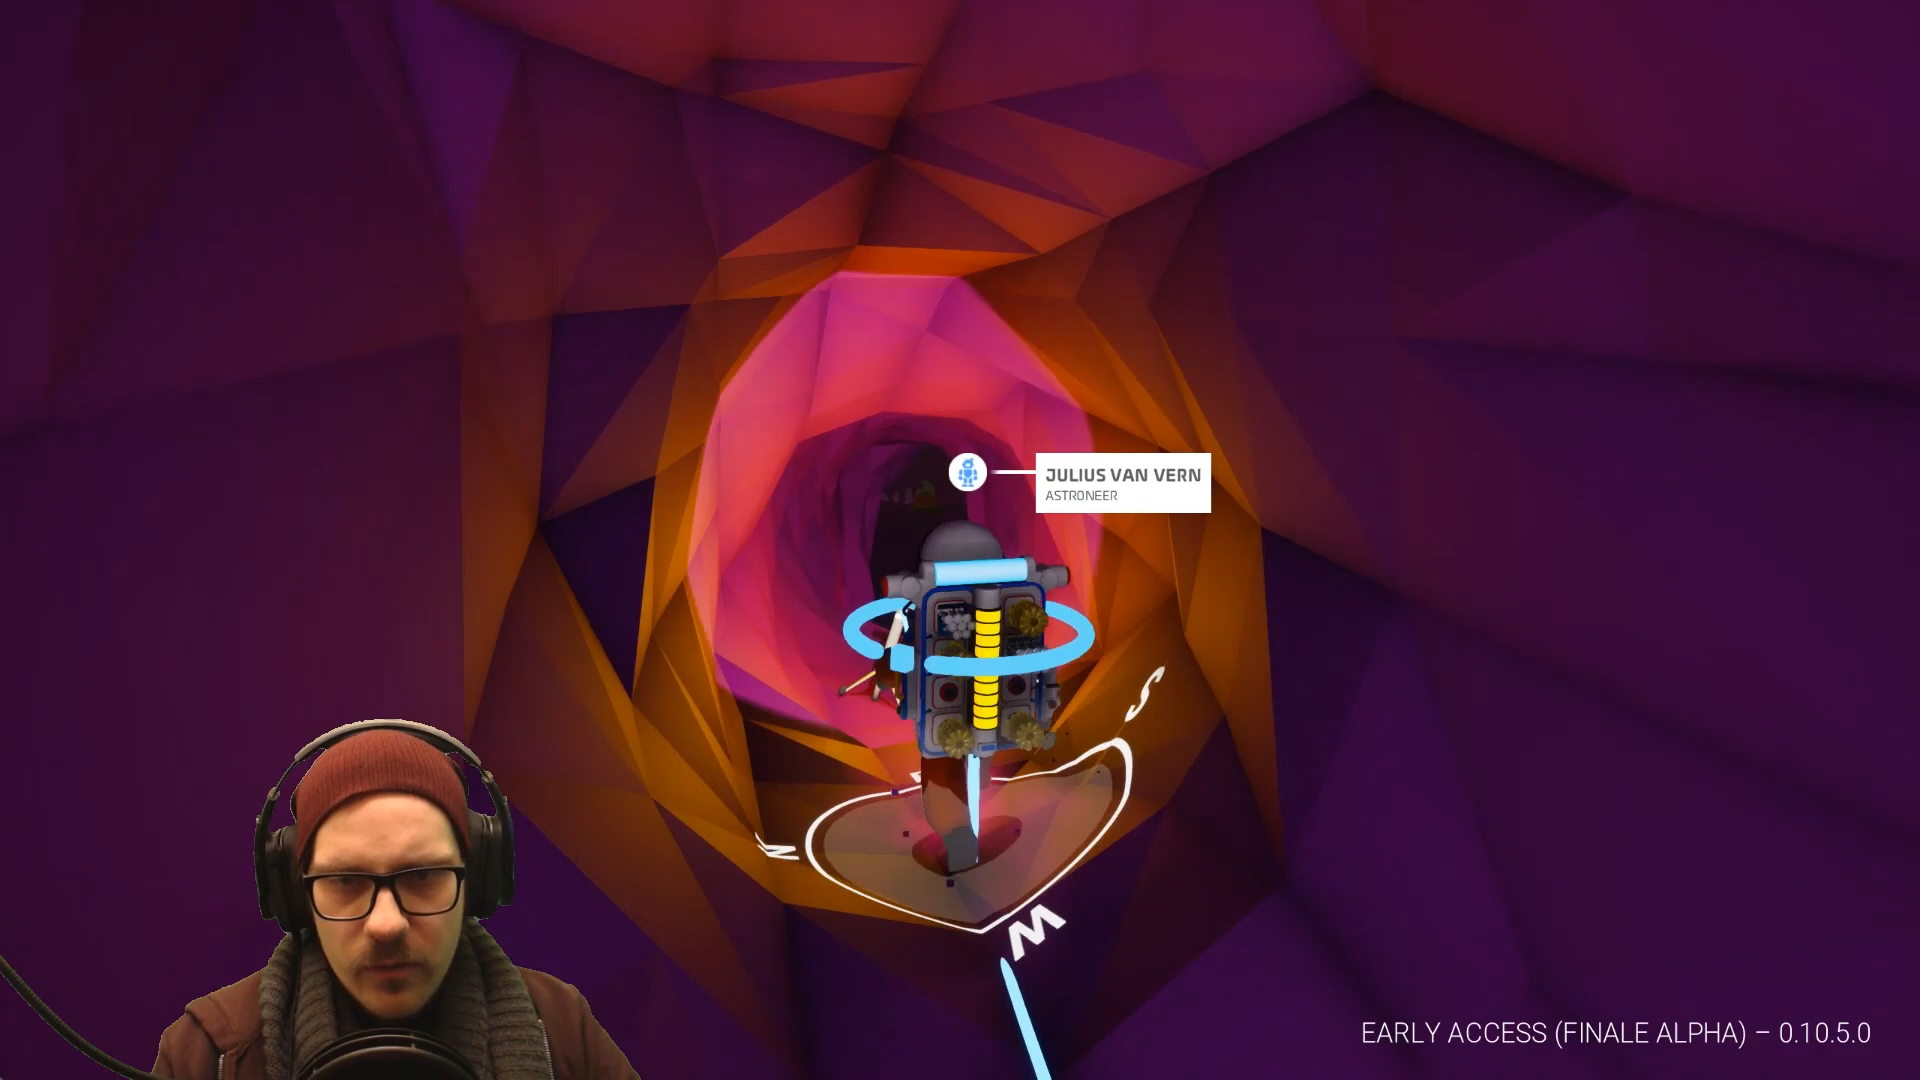 JULIUS VAN VERN
ASTRONEER
S
N
W
EARLY ACCESS (FINALE ALPHA) – 0.10.5.0